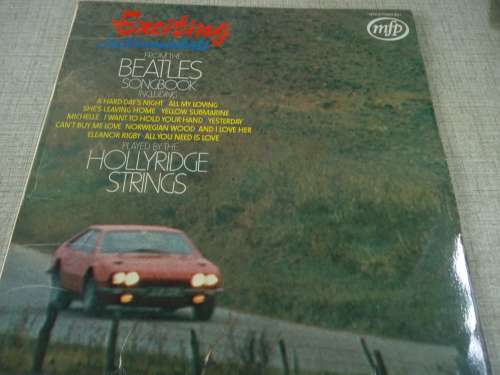 Exciting
mfp
FROM THE
BEATLES
SONGBOOK
INCLUDING
A HARD DAY'S NIGHT ALL MY LOVING
SHE'S LEAVING HOME YELLOW SUBMARINE
MICHELLE I WANT TO HOLD YOUR HAND YESTERDAY
CAN'T BUY ME LOVE NORWEGIAN WOOD AND I LOVE HER
ELEANOR RIGBY ALL YOU NEED IS LOVE
PLAYED BY THE
HOLLYRIDGE
STRINGS